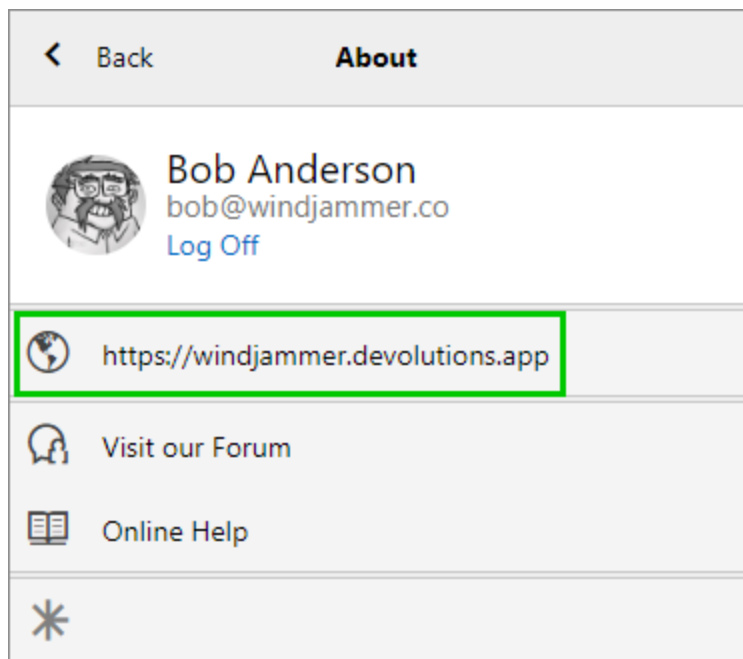 Back About
Bob Anderson
bob@windjammer.co
Log Off
https://windjammer.devolutions.app
Visit our Forum
Online Help